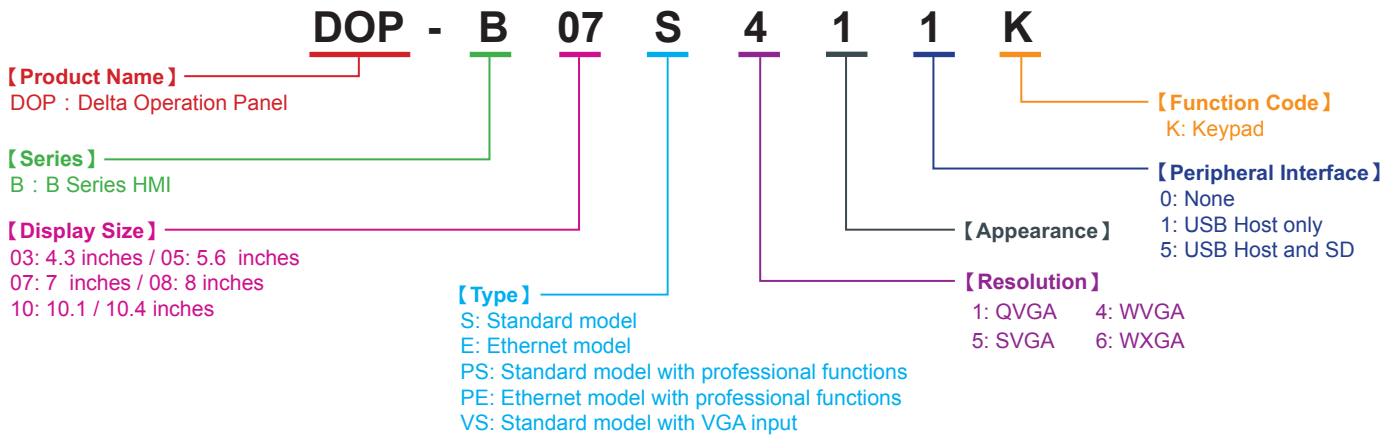 DOP - B 07 S 4 1 1 K
【Product Name】
DOP：Delta Operation Panel
【Series】
B：B Series HMI
【Display Size】
03: 4.3 inches / 05: 5.6 inches
07: 7 inches / 08: 8 inches
10: 10.1 / 10.4 inches
【Type】
S: Standard model
E: Ethernet model
PS: Standard model with professional functions
PE: Ethernet model with professional functions
VS: Standard model with VGA input
【Resolution】
1: QVGA 4: WVGA
5: SVGA 6: WXGA
【Appearance】
【Peripheral Interface】
0: None
1: USB Host only
5: USB Host and SD
【Function Code】
K: Keypad